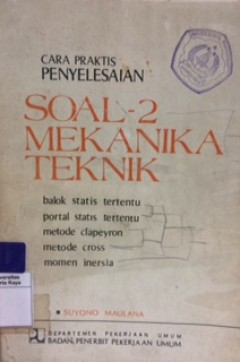 CARA PRAKTIS
PENYELESAIAN
SOAL-2
MEKANIKA
TEKNIK
balok statis tertentu
portal statis tertentu
metode clapeyron
metode cross
momen inersia
• SUYONO MAULANA
DEPARTEMEN PEKERJAAN UMUM
BADAN PENERBIT PEKERJAAN UMUM